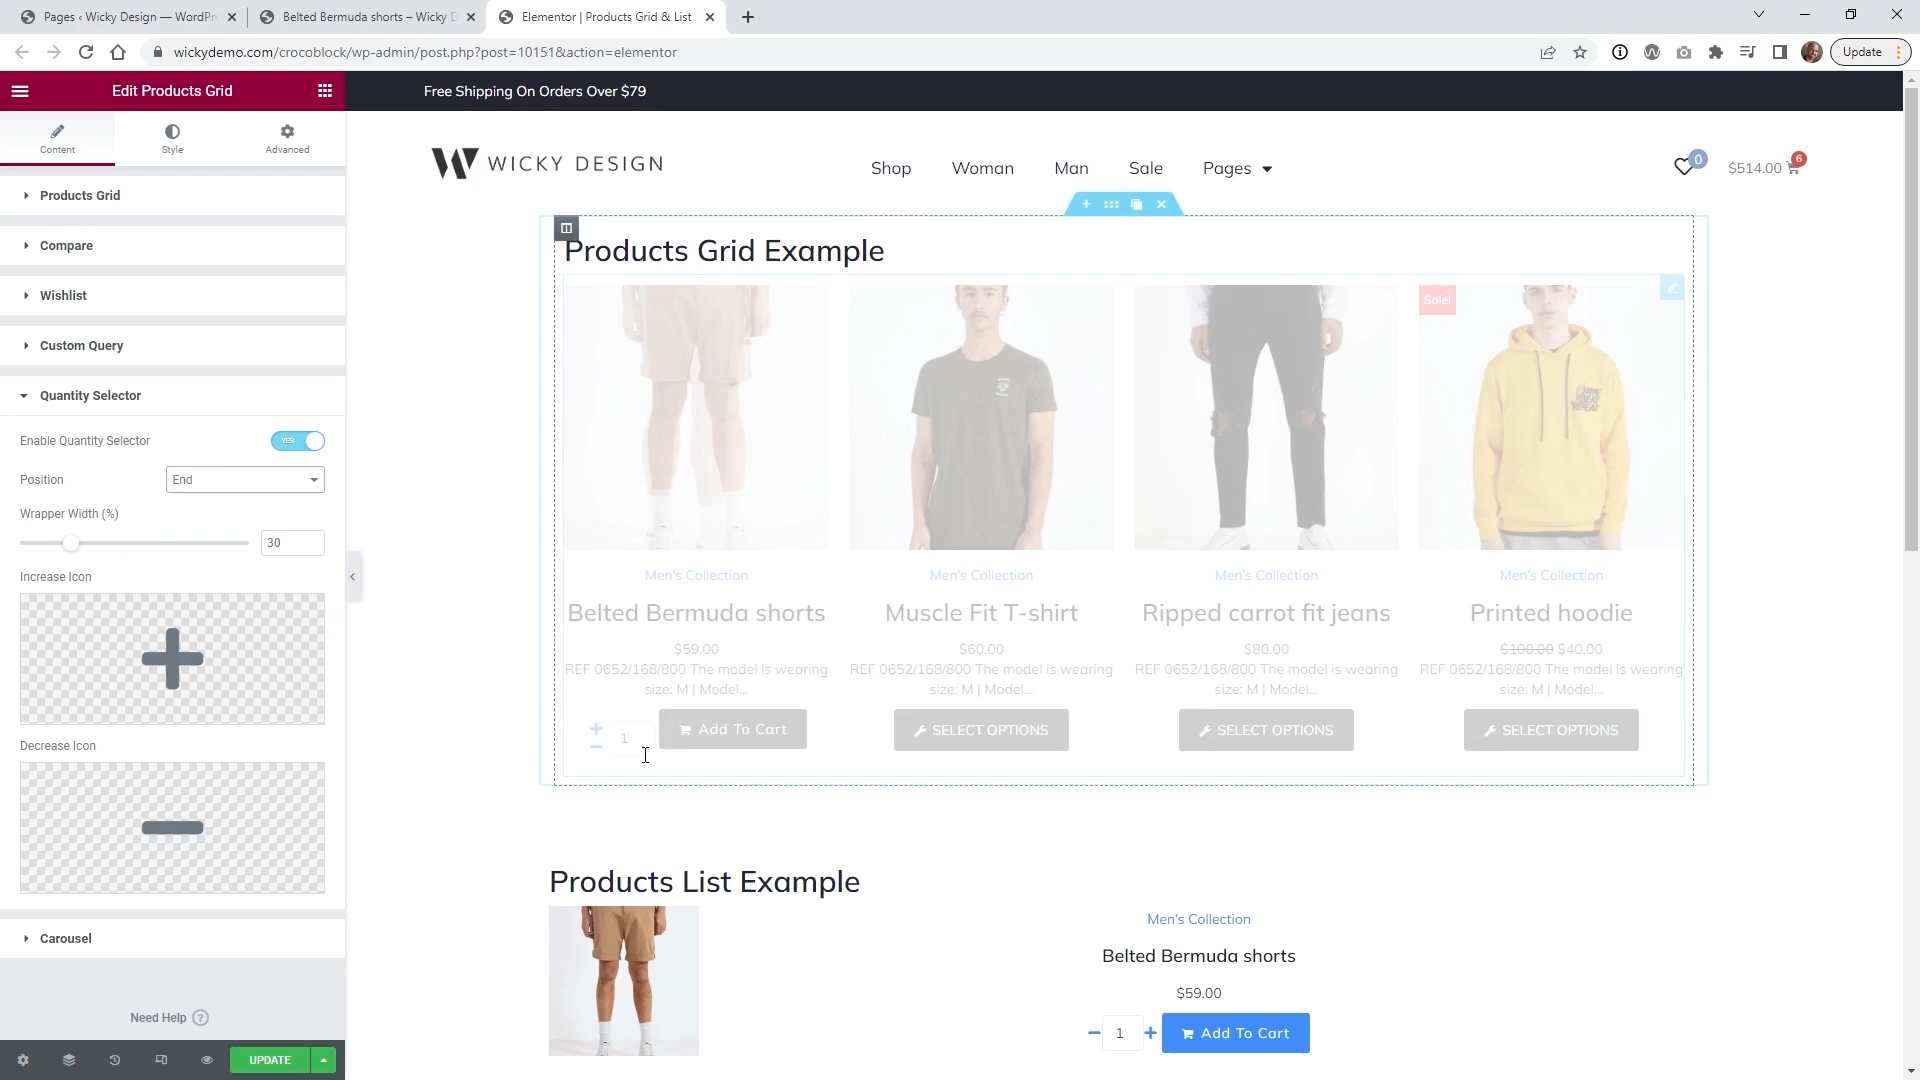 Pages ‹ Wicky Design — WordPre
Belted Bermuda shorts – Wicky D
Elementor | Products Grid & List
wickydemo.com/crocoblock/wp-admin/post.php?post=10151&action=elementor
Update
Edit Products Grid
Content
Style
Advanced
Products Grid
Compare
Wishlist
Custom Query
Quantity Selector
Enable Quantity Selector
YES
Position
End
Wrapper Width (%)
30
Increase Icon
Decrease Icon
Carousel
Need Help ?
UPDATE
Free Shipping On Orders Over $79
WICKY DESIGN
Shop
Woman
Man
Sale
Pages
0
$514.00
6
Products Grid Example
Sale!
Men's Collection
Men's Collection
Men's Collection
Men's Collection
Belted Bermuda shorts
Muscle Fit T-shirt
Ripped carrot fit jeans
Printed hoodie
$59.00
$60.00
$80.00
$100.00 $40.00
REF 0652/168/800 The model is wearing
size: M | Model...
REF 0652/168/800 The model is wearing
size: M | Model...
REF 0652/168/800 The model is wearing
size: M | Model...
REF 0652/168/800 The model is wearing
size: M | Model...
+
−
1
Add To Cart
SELECT OPTIONS
SELECT OPTIONS
SELECT OPTIONS
Products List Example
Men's Collection
Belted Bermuda shorts
$59.00
− 1 +
Add To Cart